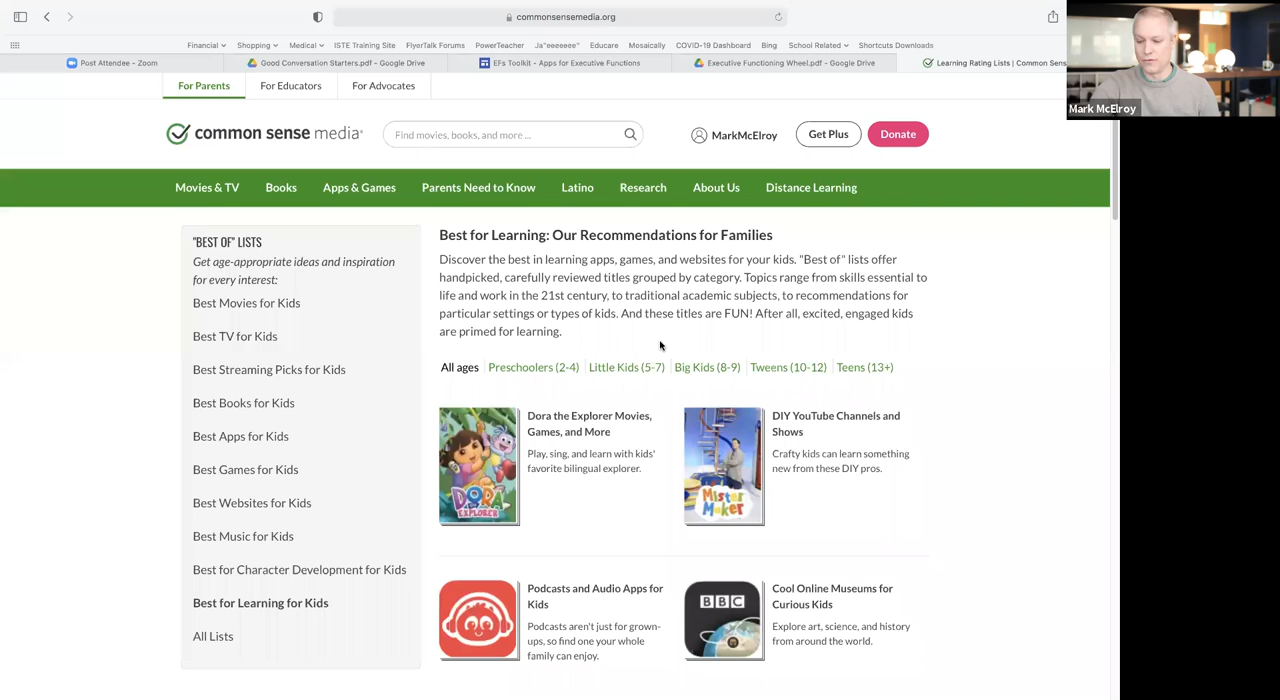 commonsensemedia.org
Financial
Shopping
Medical
ISTE Training Site
FlyerTalk Forums
PowerTeacher
Ja"eeeeeee"
Educare
Mosaically
COVID-19 Dashboard
Bing
School Related
Shortcuts Downloads
Post Attendee - Zoom
Good Conversation Starters.pdf - Google Drive
EFs Toolkit - Apps for Executive Functions
Executive Functioning Wheel.pdf - Google Drive
Learning Rating Lists | Common Sens
Mark McElroy
For Parents
For Educators
For Advocates
common sense media®
Find movies, books, and more ...
MarkMcElroy
Get Plus
Donate
Movies & TV
Books
Apps & Games
Parents Need to Know
Latino
Research
About Us
Distance Learning
"BEST OF" LISTS
Get age-appropriate ideas and inspiration
for every interest:
Best Movies for Kids
Best TV for Kids
Best Streaming Picks for Kids
Best Books for Kids
Best Apps for Kids
Best Games for Kids
Best Websites for Kids
Best Music for Kids
Best for Character Development for Kids
Best for Learning for Kids
All Lists
Best for Learning: Our Recommendations for Families
Discover the best in learning apps, games, and websites for your kids. "Best of" lists offer
handpicked, carefully reviewed titles grouped by category. Topics range from skills essential to
life and work in the 21st century, to traditional academic subjects, to recommendations for
particular settings or types of kids. And these titles are FUN! After all, excited, engaged kids
are primed for learning.
All ages
Preschoolers (2-4)
Little Kids (5-7)
Big Kids (8-9)
Tweens (10-12)
Teens (13+)
DORA
EXPLORER
Dora the Explorer Movies,
Games, and More
Play, sing, and learn with kids'
favorite bilingual explorer.
Mister
Maker
DIY YouTube Channels and
Shows
Crafty kids can learn something
new from these DIY pros.
Podcasts and Audio Apps for
Kids
Podcasts aren't just for grown-
ups, so find one your whole
family can enjoy.
BBC
Cool Online Museums for
Curious Kids
Explore art, science, and history
from around the world.